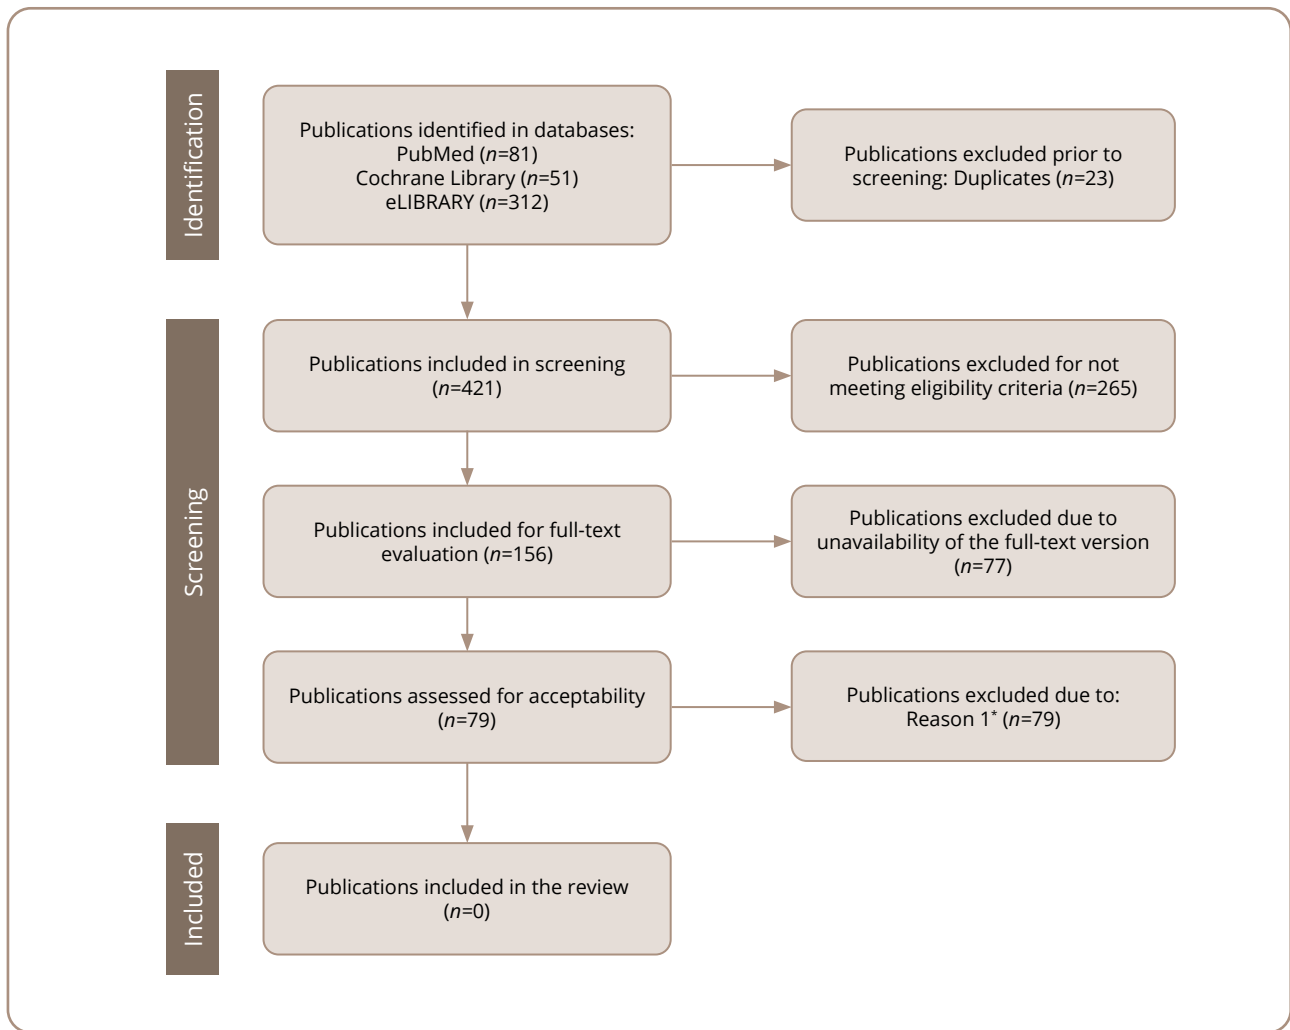 Identification
Publications identified in databases:
PubMed (n=81)
Cochrane Library (n=51)
eLIBRARY (n=312)
Publications excluded prior to
screening: Duplicates (n=23)
Screening
Publications included in screening
(n=421)
Publications excluded for not
meeting eligibility criteria (n=265)
Publications included for full-text
evaluation (n=156)
Publications excluded due to
unavailability of the full-text version
(n=77)
Publications assessed for acceptability
(n=79)
Publications excluded due to:
Reason 1* (n=79)
Included
Publications included in the review
(n=0)